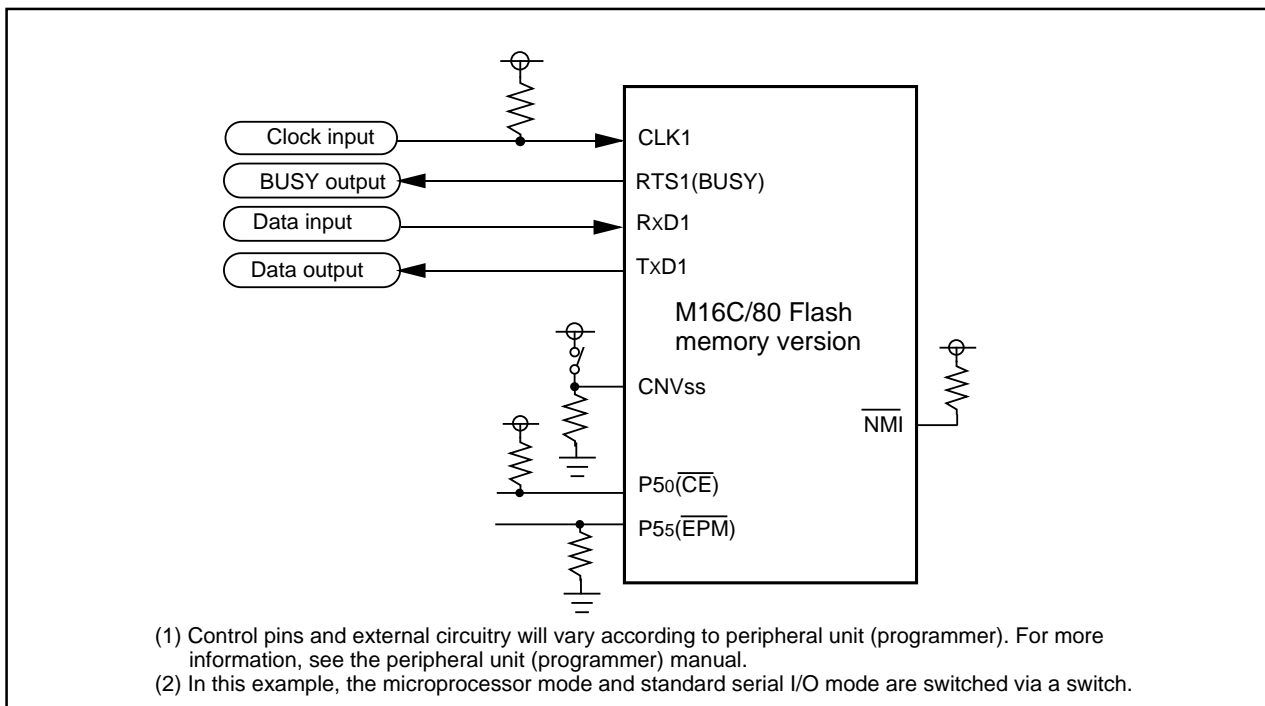 Clock input
CLK1
BUSY output
RTS1(BUSY)
Data input
RxD1
Data output
TxD1
M16C/80 Flash
memory version
CNVss
NMI
P50(CE)
P55(EPM)
(1) Control pins and external circuitry will vary according to peripheral unit (programmer). For more
information, see the peripheral unit (programmer) manual.
(2) In this example, the microprocessor mode and standard serial I/O mode are switched via a switch.